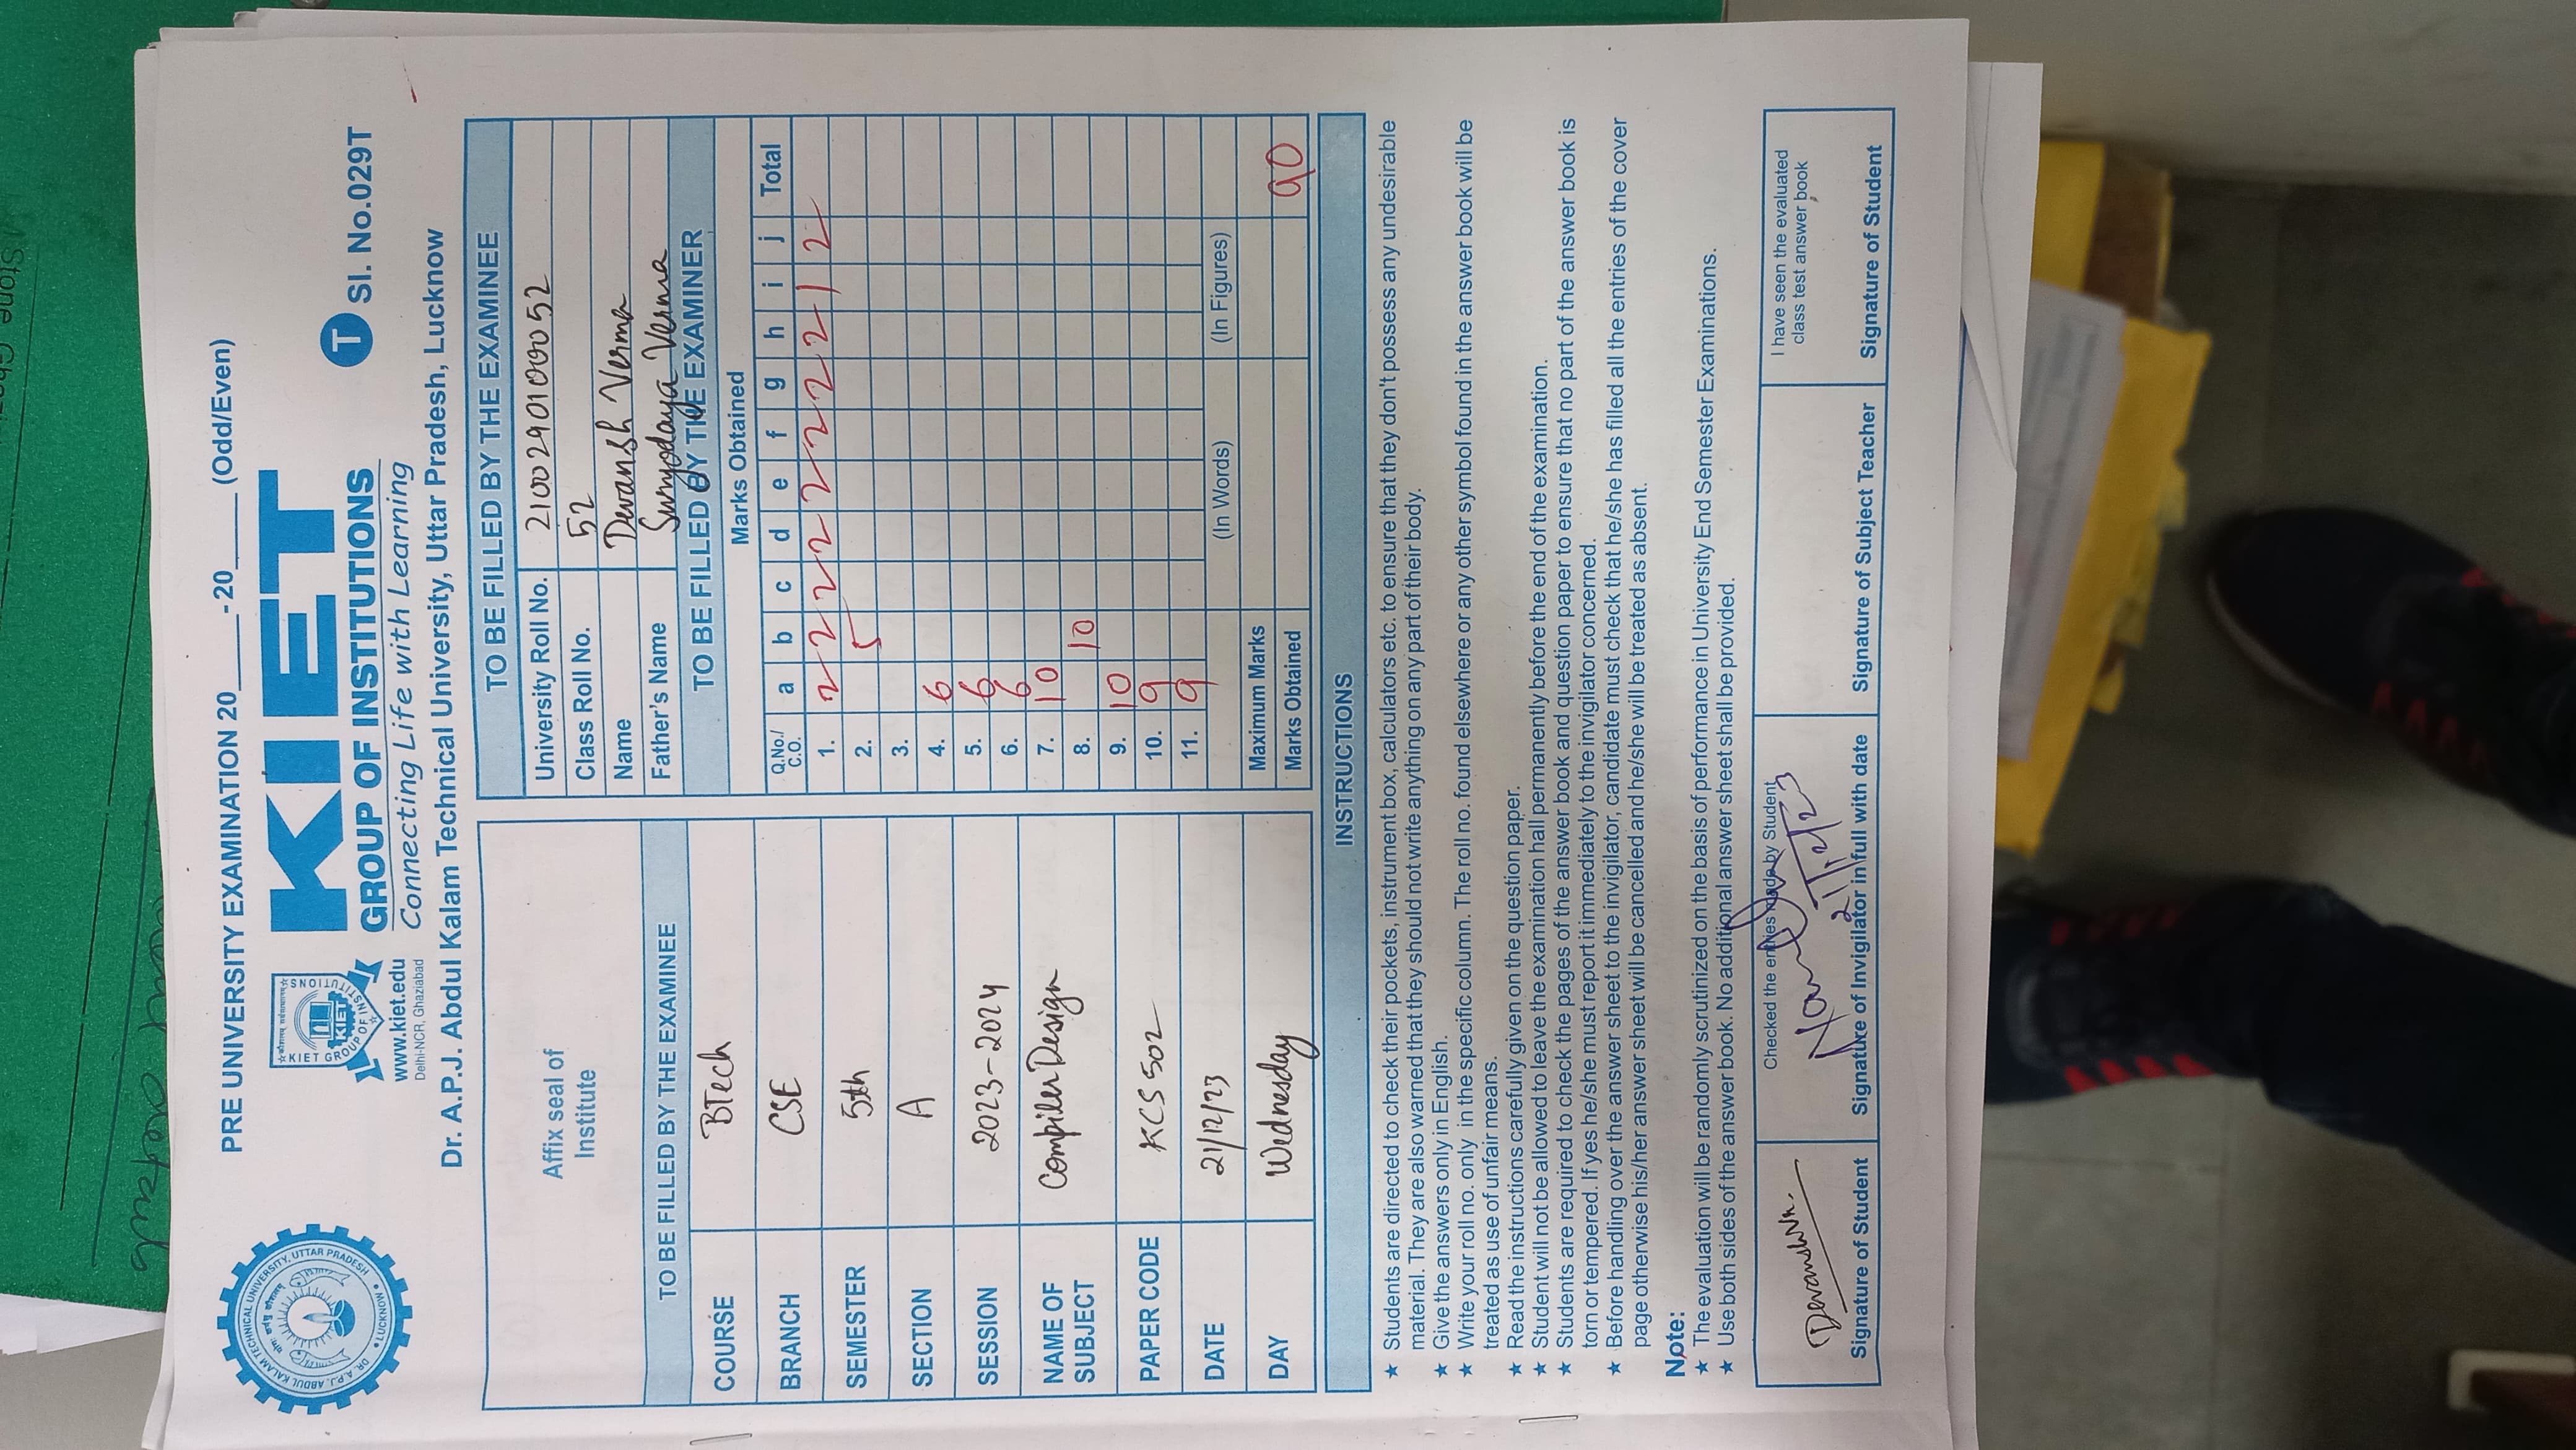 Stone
PRE UNIVERSITY EXAMINATION 20_____-20_____ (Odd/Even)
DR. A.P.J. ABDUL KALAM TECHNICAL UNIVERSITY, UTTAR PRADESH
• LUCKNOW •
KIET GROUP OF INSTITUTIONS
KIET
www.kiet.edu
Delhi-NCR, Ghaziabad
KIET
GROUP OF INSTITUTIONS
Connecting Life with Learning
T Sl. No.029T
Dr. A.P.J. Abdul Kalam Technical University, Uttar Pradesh, Lucknow
Affix seal of
Institute
TO BE FILLED BY THE EXAMINEE
COURSE BTech
BRANCH CSE
SEMESTER 5th
SECTION A
SESSION 2023-2024
NAME OF
SUBJECT Compiler Design
PAPER CODE KCS 502
DATE 21/12/23
DAY Wednesday
TO BE FILLED BY THE EXAMINEE
University Roll No. 2100290100052
Class Roll No. 52
Name Devansh Verma
Father's Name Suryodaya Verma
TO BE FILLED BY THE EXAMINER
Marks Obtained
Q.No./ C.O. a b c d e f g h i j Total
1. 2 2 2 2 2 2 2 2 1 2
2. 5
3.
4. 6
5. 6
6. 6
7. 10
8. 10
9. 10
10. 9
11. 9
(In Words) (In Figures)
Maximum Marks
Marks Obtained 90
INSTRUCTIONS
★ Students are directed to check their pockets, instrument box, calculators etc. to ensure that they don't possess any undesirable
material. They are also warned that they should not write anything on any part of their body.
★ Give the answers only in English.
★ Write your roll no. only in the specific column. The roll no. found elsewhere or any other symbol found in the answer book will be
treated as use of unfair means.
★ Read the instructions carefully given on the question paper.
★ Student will not be allowed to leave the examination hall permanently before the end of the examination.
★ Students are required to check the pages of the answer book and question paper to ensure that no part of the answer book is
torn or tempered. If yes he/she must report it immediately to the invigilator concerned.
★ Before handling over the answer sheet to the invigilator, candidate must check that he/she has filled all the entries of the cover
page otherwise his/her answer sheet will be cancelled and he/she will be treated as absent.
Note:
★ The evaluation will be randomly scrutinized on the basis of performance in University End Semester Examinations.
★ Use both sides of the answer book. No additional answer sheet shall be provided.
DevanshVr.
Signature of Student
Checked the entries made by Student
21/12/23
Signature of Invigilator in full with date
Signature of Subject Teacher
I have seen the evaluated
class test answer book
Signature of Student